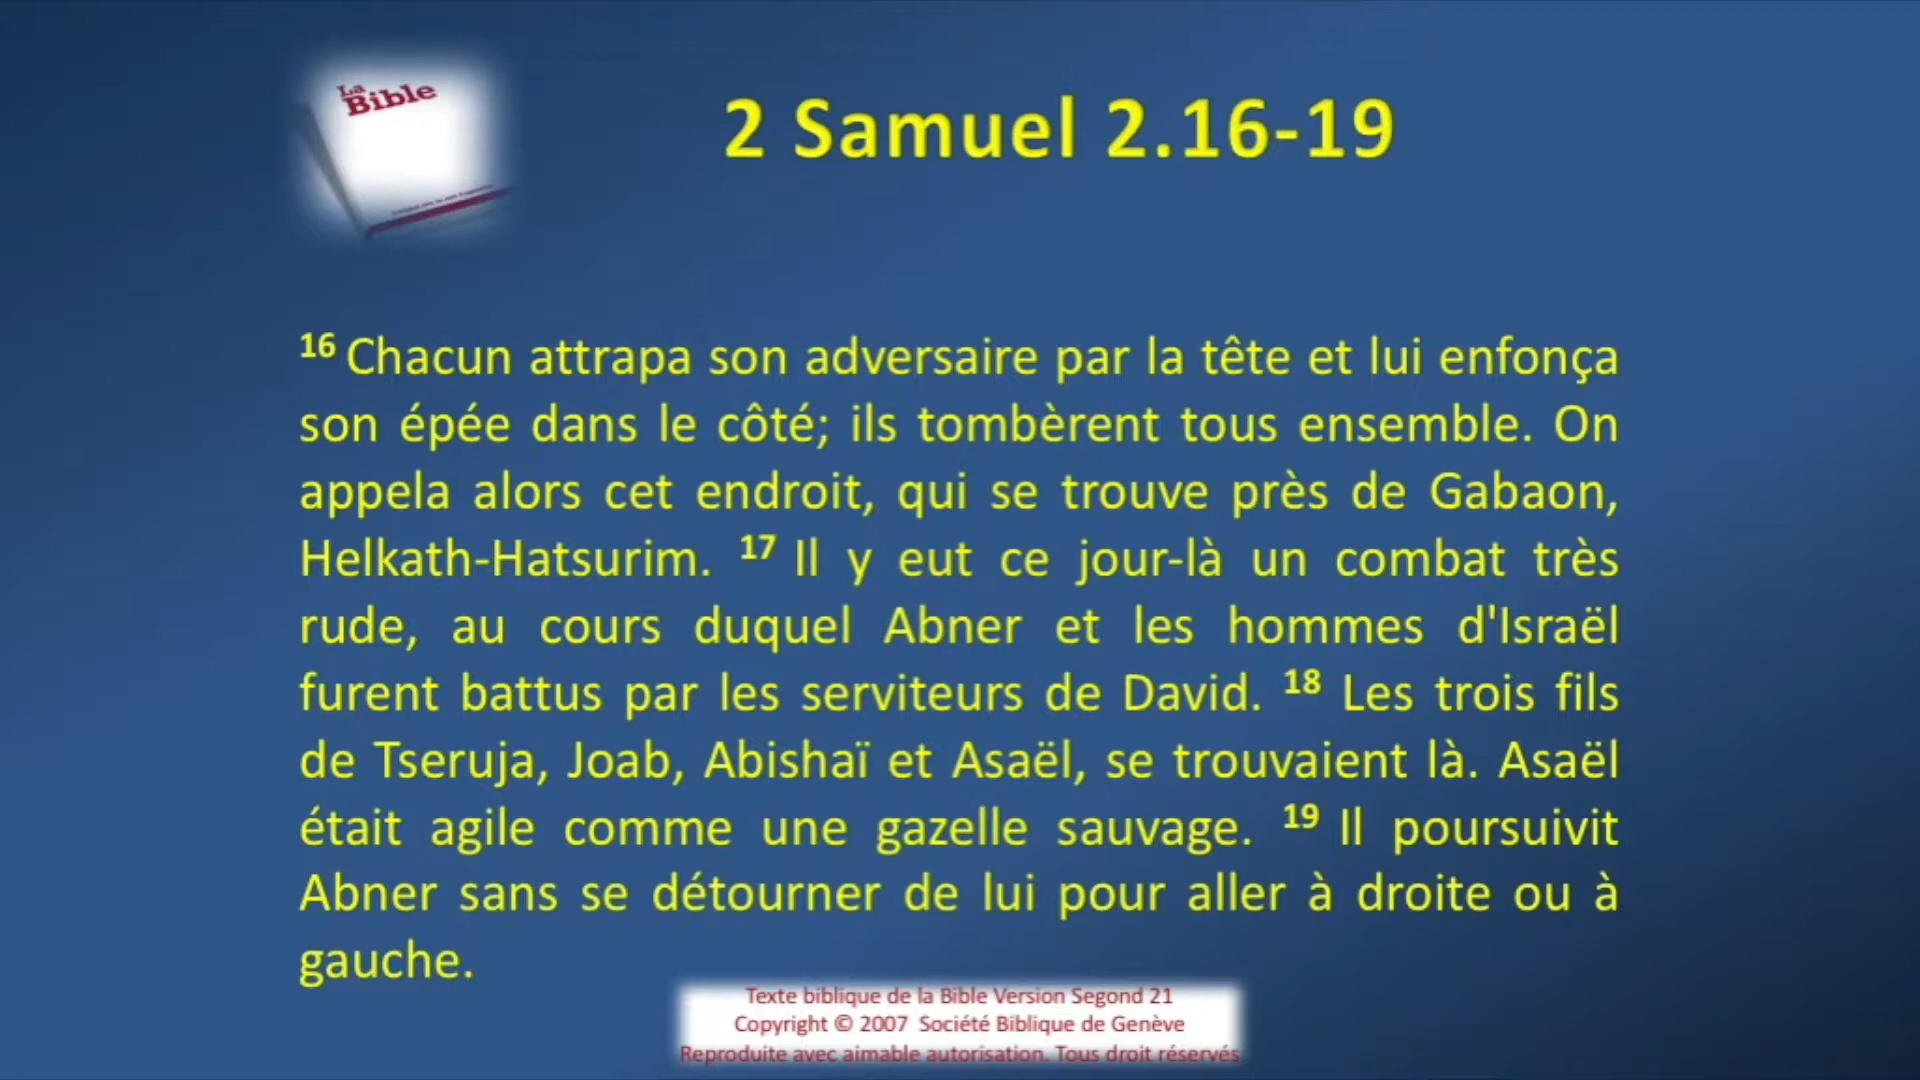 La
Bible
2 Samuel 2.16-19
16 Chacun attrapa son adversaire par la tête et lui enfonça
son épée dans le côté; ils tombèrent tous ensemble. On
appela alors cet endroit, qui se trouve près de Gabaon,
Helkath-Hatsurim. 17 Il y eut ce jour-là un combat très
rude, au cours duquel Abner et les hommes d'Israël
furent battus par les serviteurs de David. 18 Les trois fils
de Tseruja, Joab, Abishaï et Asaël, se trouvaient là. Asaël
était agile comme une gazelle sauvage. 19 Il poursuivit
Abner sans se détourner de lui pour aller à droite ou à
gauche.
Texte biblique de la Bible Version Segond 21
Copyright © 2007 Société Biblique de Genève
Reproduite avec aimable autorisation. Tous droit réservés